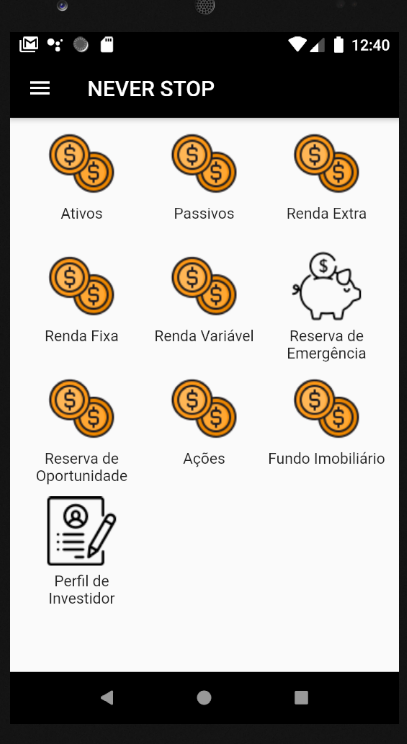 12:40
NEVER STOP
Ativos
Passivos
Renda Extra
Renda Fixa
Renda Variável
Reserva de
Emergência
Reserva de
Oportunidade
Ações
Fundo Imobiliário
Perfil de
Investidor